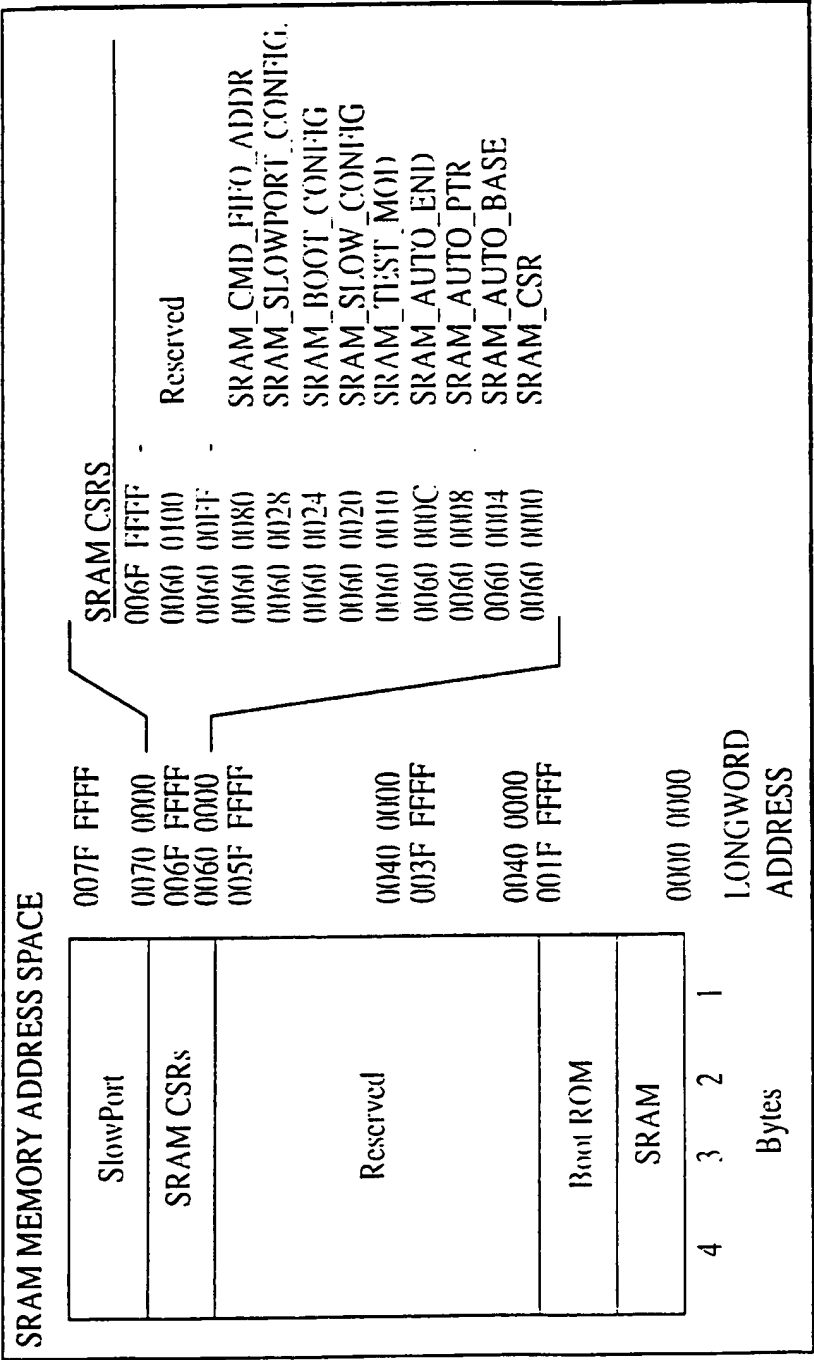 SRAM MEMORY ADDRESS SPACE
SlowPort
SRAM CSRs
Reserved
Boot ROM
SRAM
4 3 2 1
Bytes
007F FFFF
0070 0000
006F FFFF
0060 0000
005F FFFF
0040 0000
003F FFFF
0040 0000
001F FFFF
0000 0000
LONGWORD
ADDRESS
SRAM CSRS
006F FFFF -
0060 0100 Reserved
0060 00FF -
0060 0080 SRAM_CMD_FIFO_ADDR
0060 0028 SRAM_SLOWPORT_CONFIG.
0060 0024 SRAM_BOOT_CONFIG
0060 0020 SRAM_SLOW_CONFIG
0060 0010 SRAM_TEST_MOD
0060 000C SRAM_AUTO_END
0060 0008 SRAM_AUTO_PTR
0060 0004 SRAM_AUTO_BASE
0060 0000 SRAM_CSR